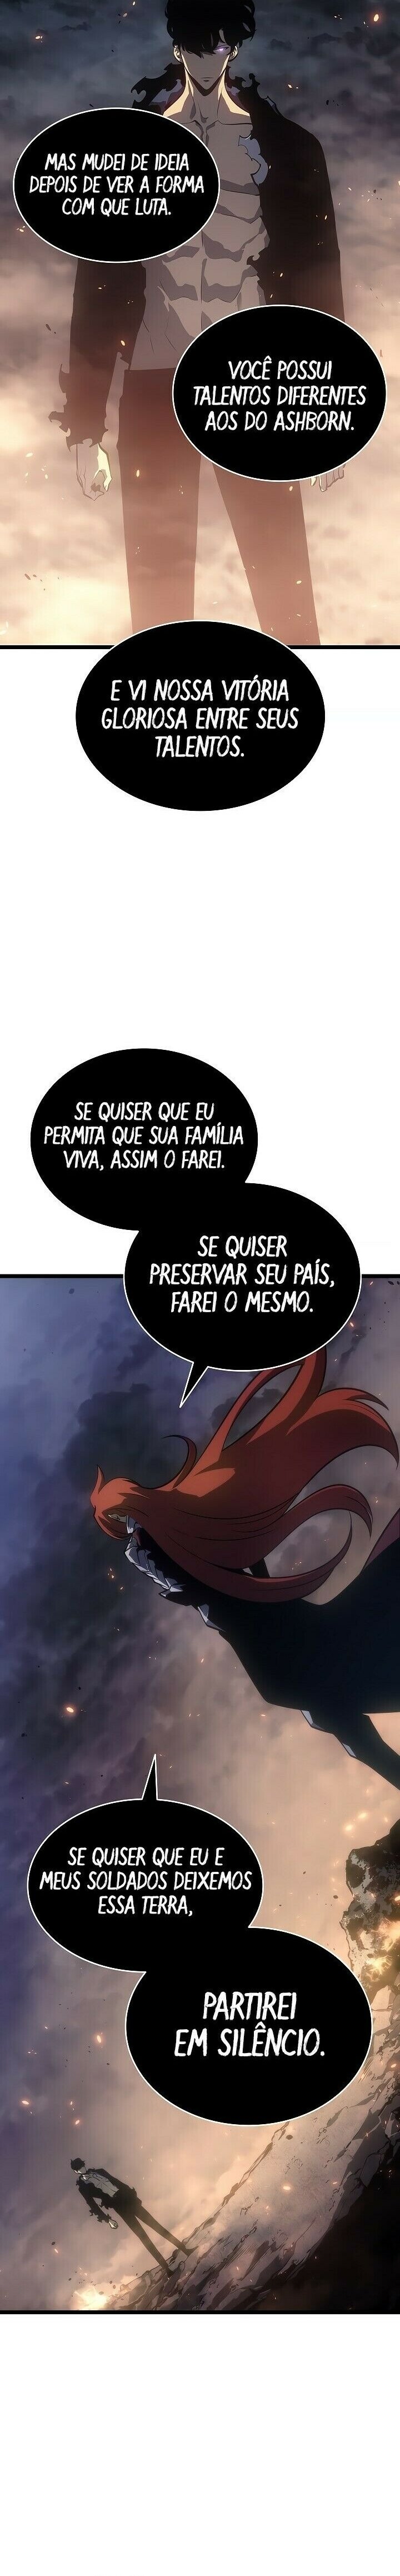 MAS MUDEI DE IDEIA
DEPOIS DE VER A FORMA
COM QUE LUTA.
VOCÊ POSSUI
TALENTOS DIFERENTES
AOS DO ASHBORN.
E VI NOSSA VITÓRIA
GLORIOSA ENTRE SEUS
TALENTOS.
SE QUISER QUE EU
PERMITA QUE SUA FAMÍLIA
VIVA, ASSIM O FAREI.
SE QUISER
PRESERVAR SEU PAÍS,
FAREI O MESMO.
SE QUISER QUE EU E
MEUS SOLDADOS DEIXEMOS
ESSA TERRA,
PARTIREI
EM SILÊNCIO.